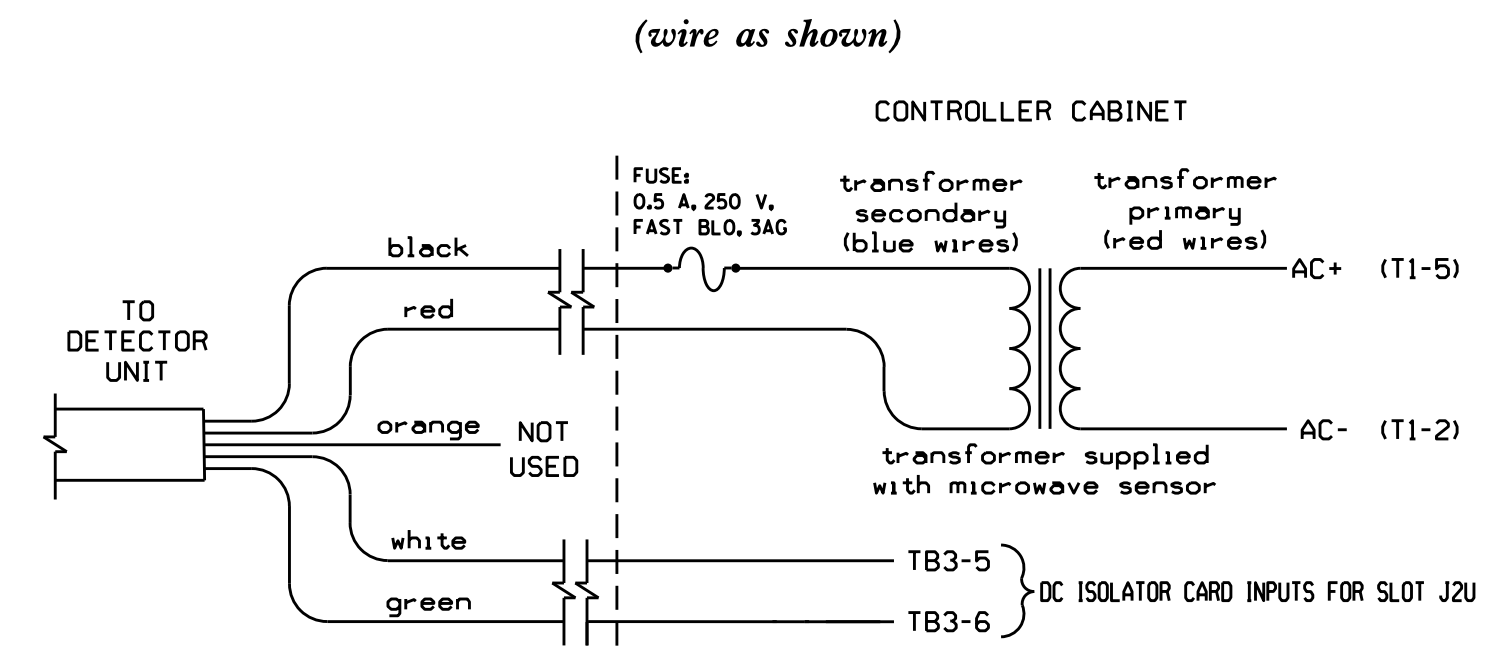 (wire as shown)
CONTROLLER CABINET
FUSE:
0.5 A, 250 V,
FAST BLO, 3AG
transformer
secondary
(blue wires)
transformer
primary
(red wires)
black
AC+ (T1-5)
red
TO
DETECTOR
UNIT
orange
NOT
USED
AC- (T1-2)
transformer supplied
with microwave sensor
white
TB3-5
DC ISOLATOR CARD INPUTS FOR SLOT J2U
green
TB3-6